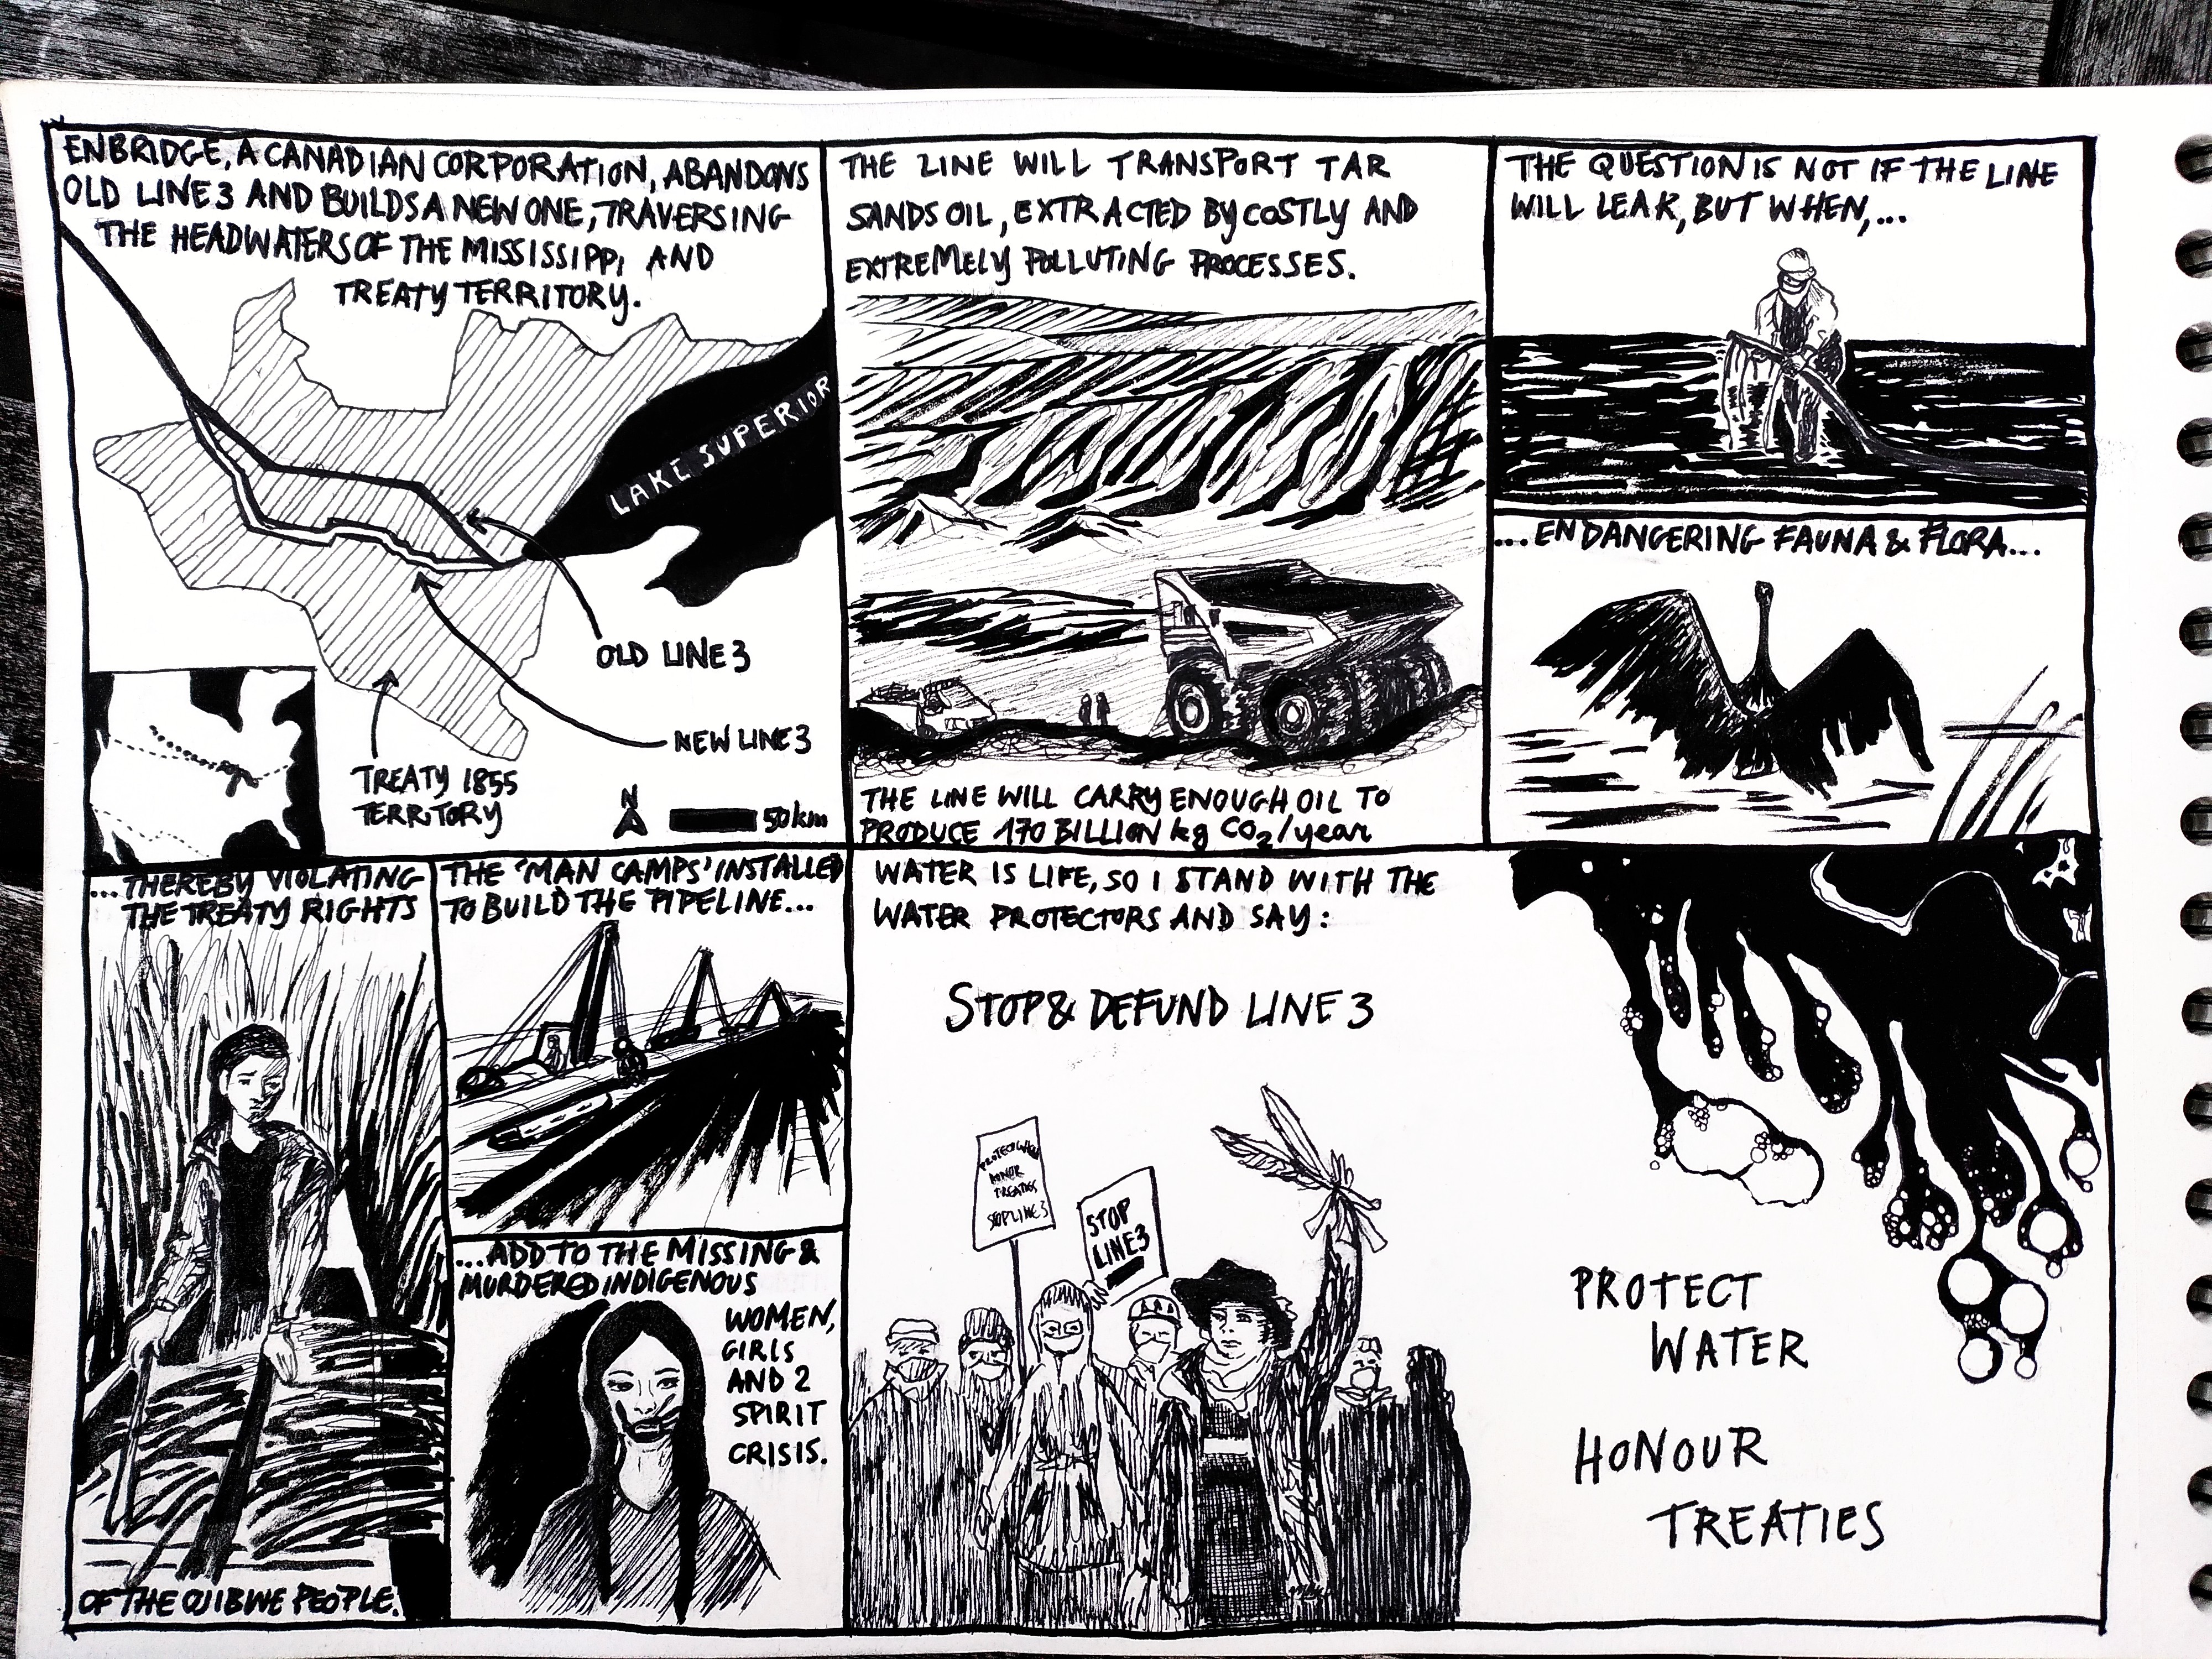 ENBRIDGE, A CANADIAN CORPORATION, ABANDONS
OLD LINE 3 AND BUILDS A NEW ONE, TRAVERSING
THE HEADWATERS OF THE MISSISSIPPI AND
TREATY TERRITORY.
LAKE SUPERIOR
OLD LINE 3
NEW LINE 3
TREATY 1855
TERRITORY
N
50km
THE LINE WILL TRANSPORT TAR
SANDS OIL, EXTRACTED BY COSTLY AND
EXTREMELY POLLUTING PROCESSES.
THE LINE WILL CARRY ENOUGH OIL TO
PRODUCE 170 BILLION kg CO2/year
THE QUESTION IS NOT IF THE LINE
WILL LEAK, BUT WHEN,...
...ENDANGERING FAUNA & FLORA...
...THEREBY VIOLATING
THE TREATY RIGHTS
OF THE OJIBWE PEOPLE.
THE 'MAN CAMPS' INSTALLED
TO BUILD THE PIPELINE...
...ADD TO THE MISSING &
MURDERED INDIGENOUS
WOMEN,
GIRLS
AND 2
SPIRIT
CRISIS.
WATER IS LIFE, SO I STAND WITH THE
WATER PROTECTORS AND SAY:
STOP & DEFUND LINE 3
TREATIES
STOP LINE 3
STOP
LINE 3
PROTECT
WATER
HONOUR
TREATIES